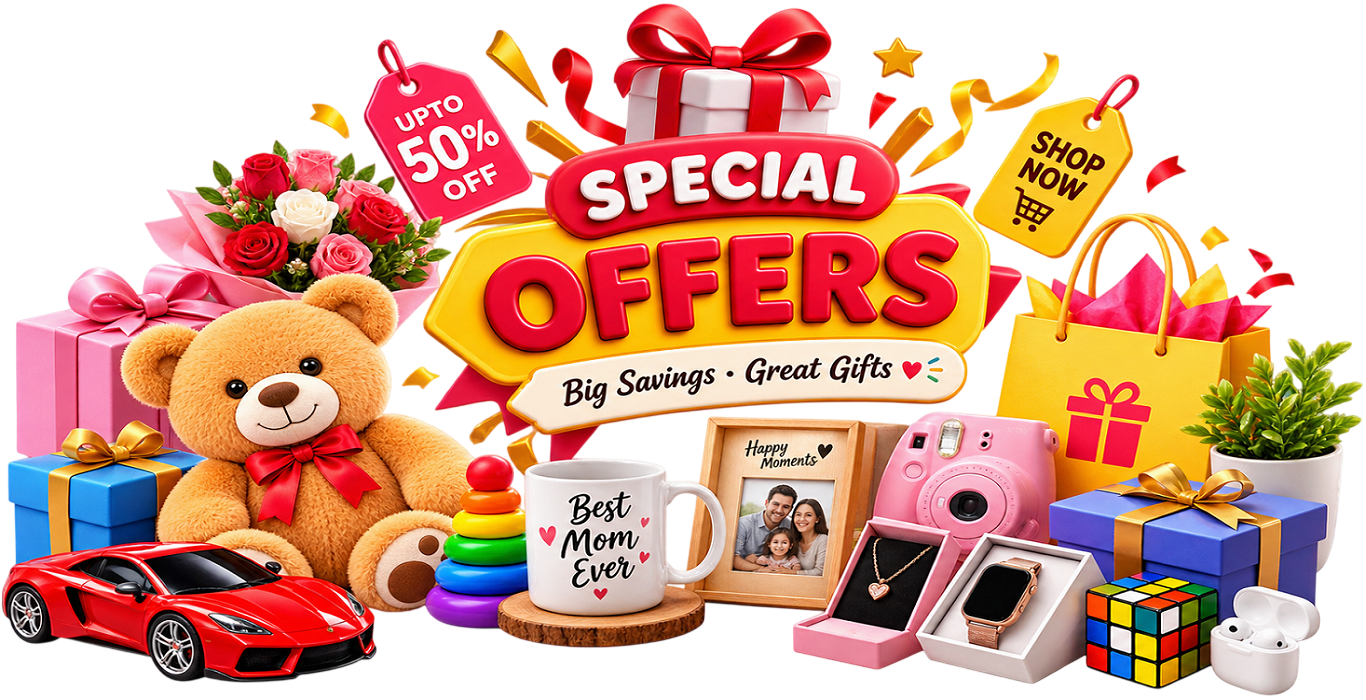 UPTO
50%
OFF
SPECIAL
OFFERS
Big Savings · Great Gifts
SHOP
NOW
Happy
Moments
Best
Mom
Ever